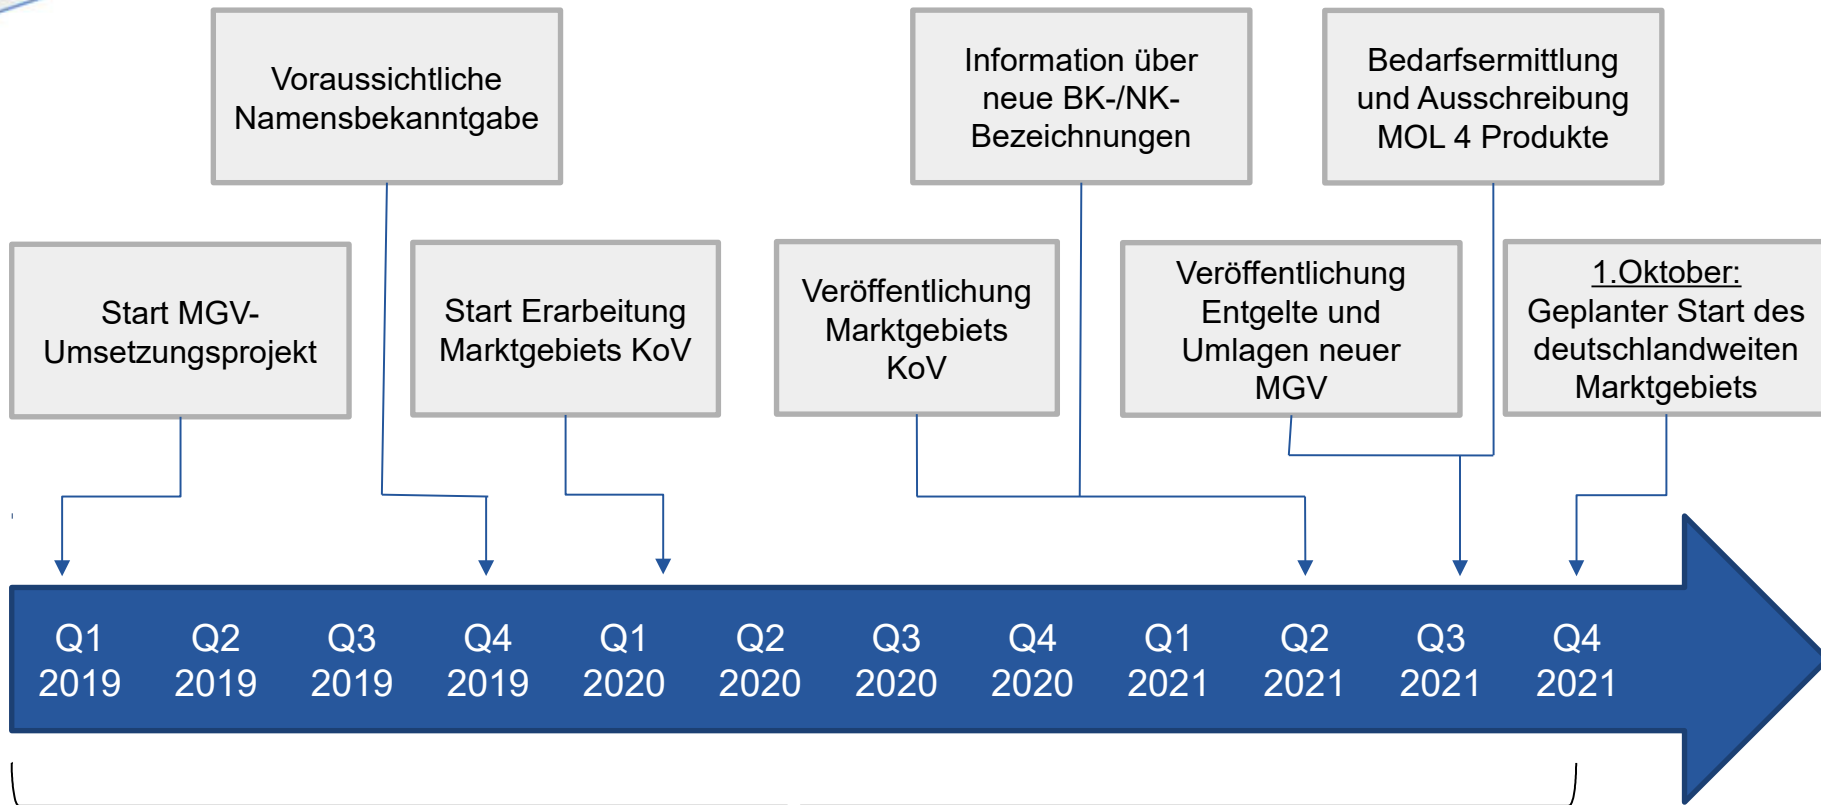 Voraussichtliche
Namensbekanntgabe
Information über
neue BK-/NK-
Bezeichnungen
Bedarfsermittlung
und Ausschreibung
MOL 4 Produkte
Start MGV-
Umsetzungsprojekt
Start Erarbeitung
Marktgebiets KoV
Veröffentlichung
Marktgebiets
KoV
Veröffentlichung
Entgelte und
Umlagen neuer
MGV
1.Oktober:
Geplanter Start des
deutschlandweiten
Marktgebiets
Q1
2019
Q2
2019
Q3
2019
Q4
2019
Q1
2020
Q2
2020
Q3
2020
Q4
2020
Q1
2021
Q2
2021
Q3
2021
Q4
2021